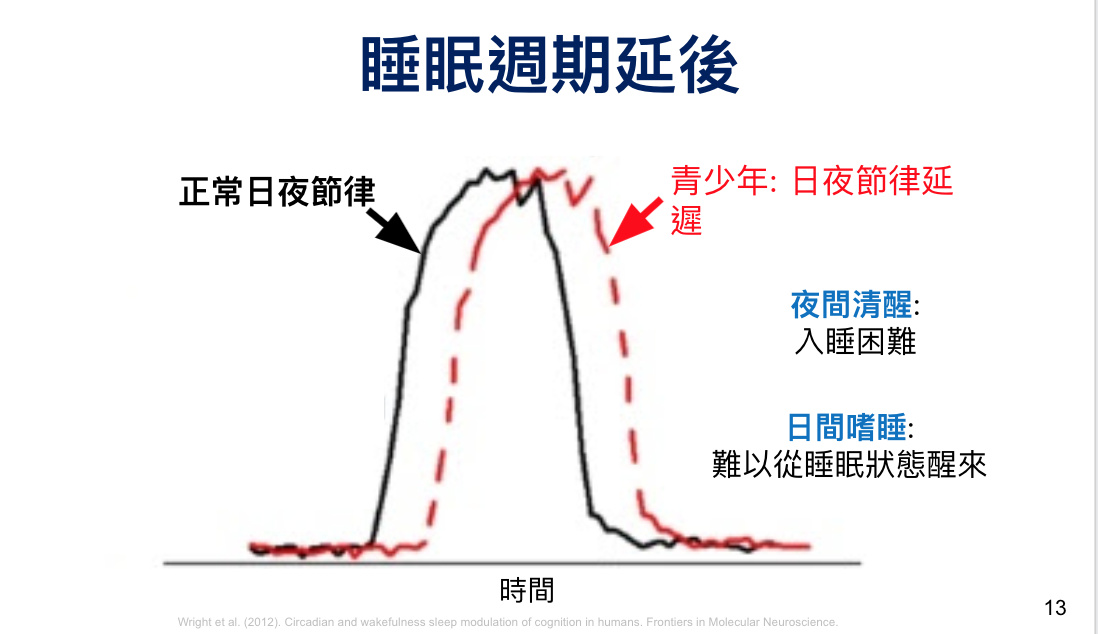 睡眠週期延後
正常日夜節律
青少年: 日夜節律延
遲
夜間清醒:
入睡困難
日間嗜睡:
難以從睡眠狀態醒來
時間
13
Wright et al. (2012). Circadian and wakefulness sleep modulation of cognition in humans. Frontiers in Molecular Neuroscience.